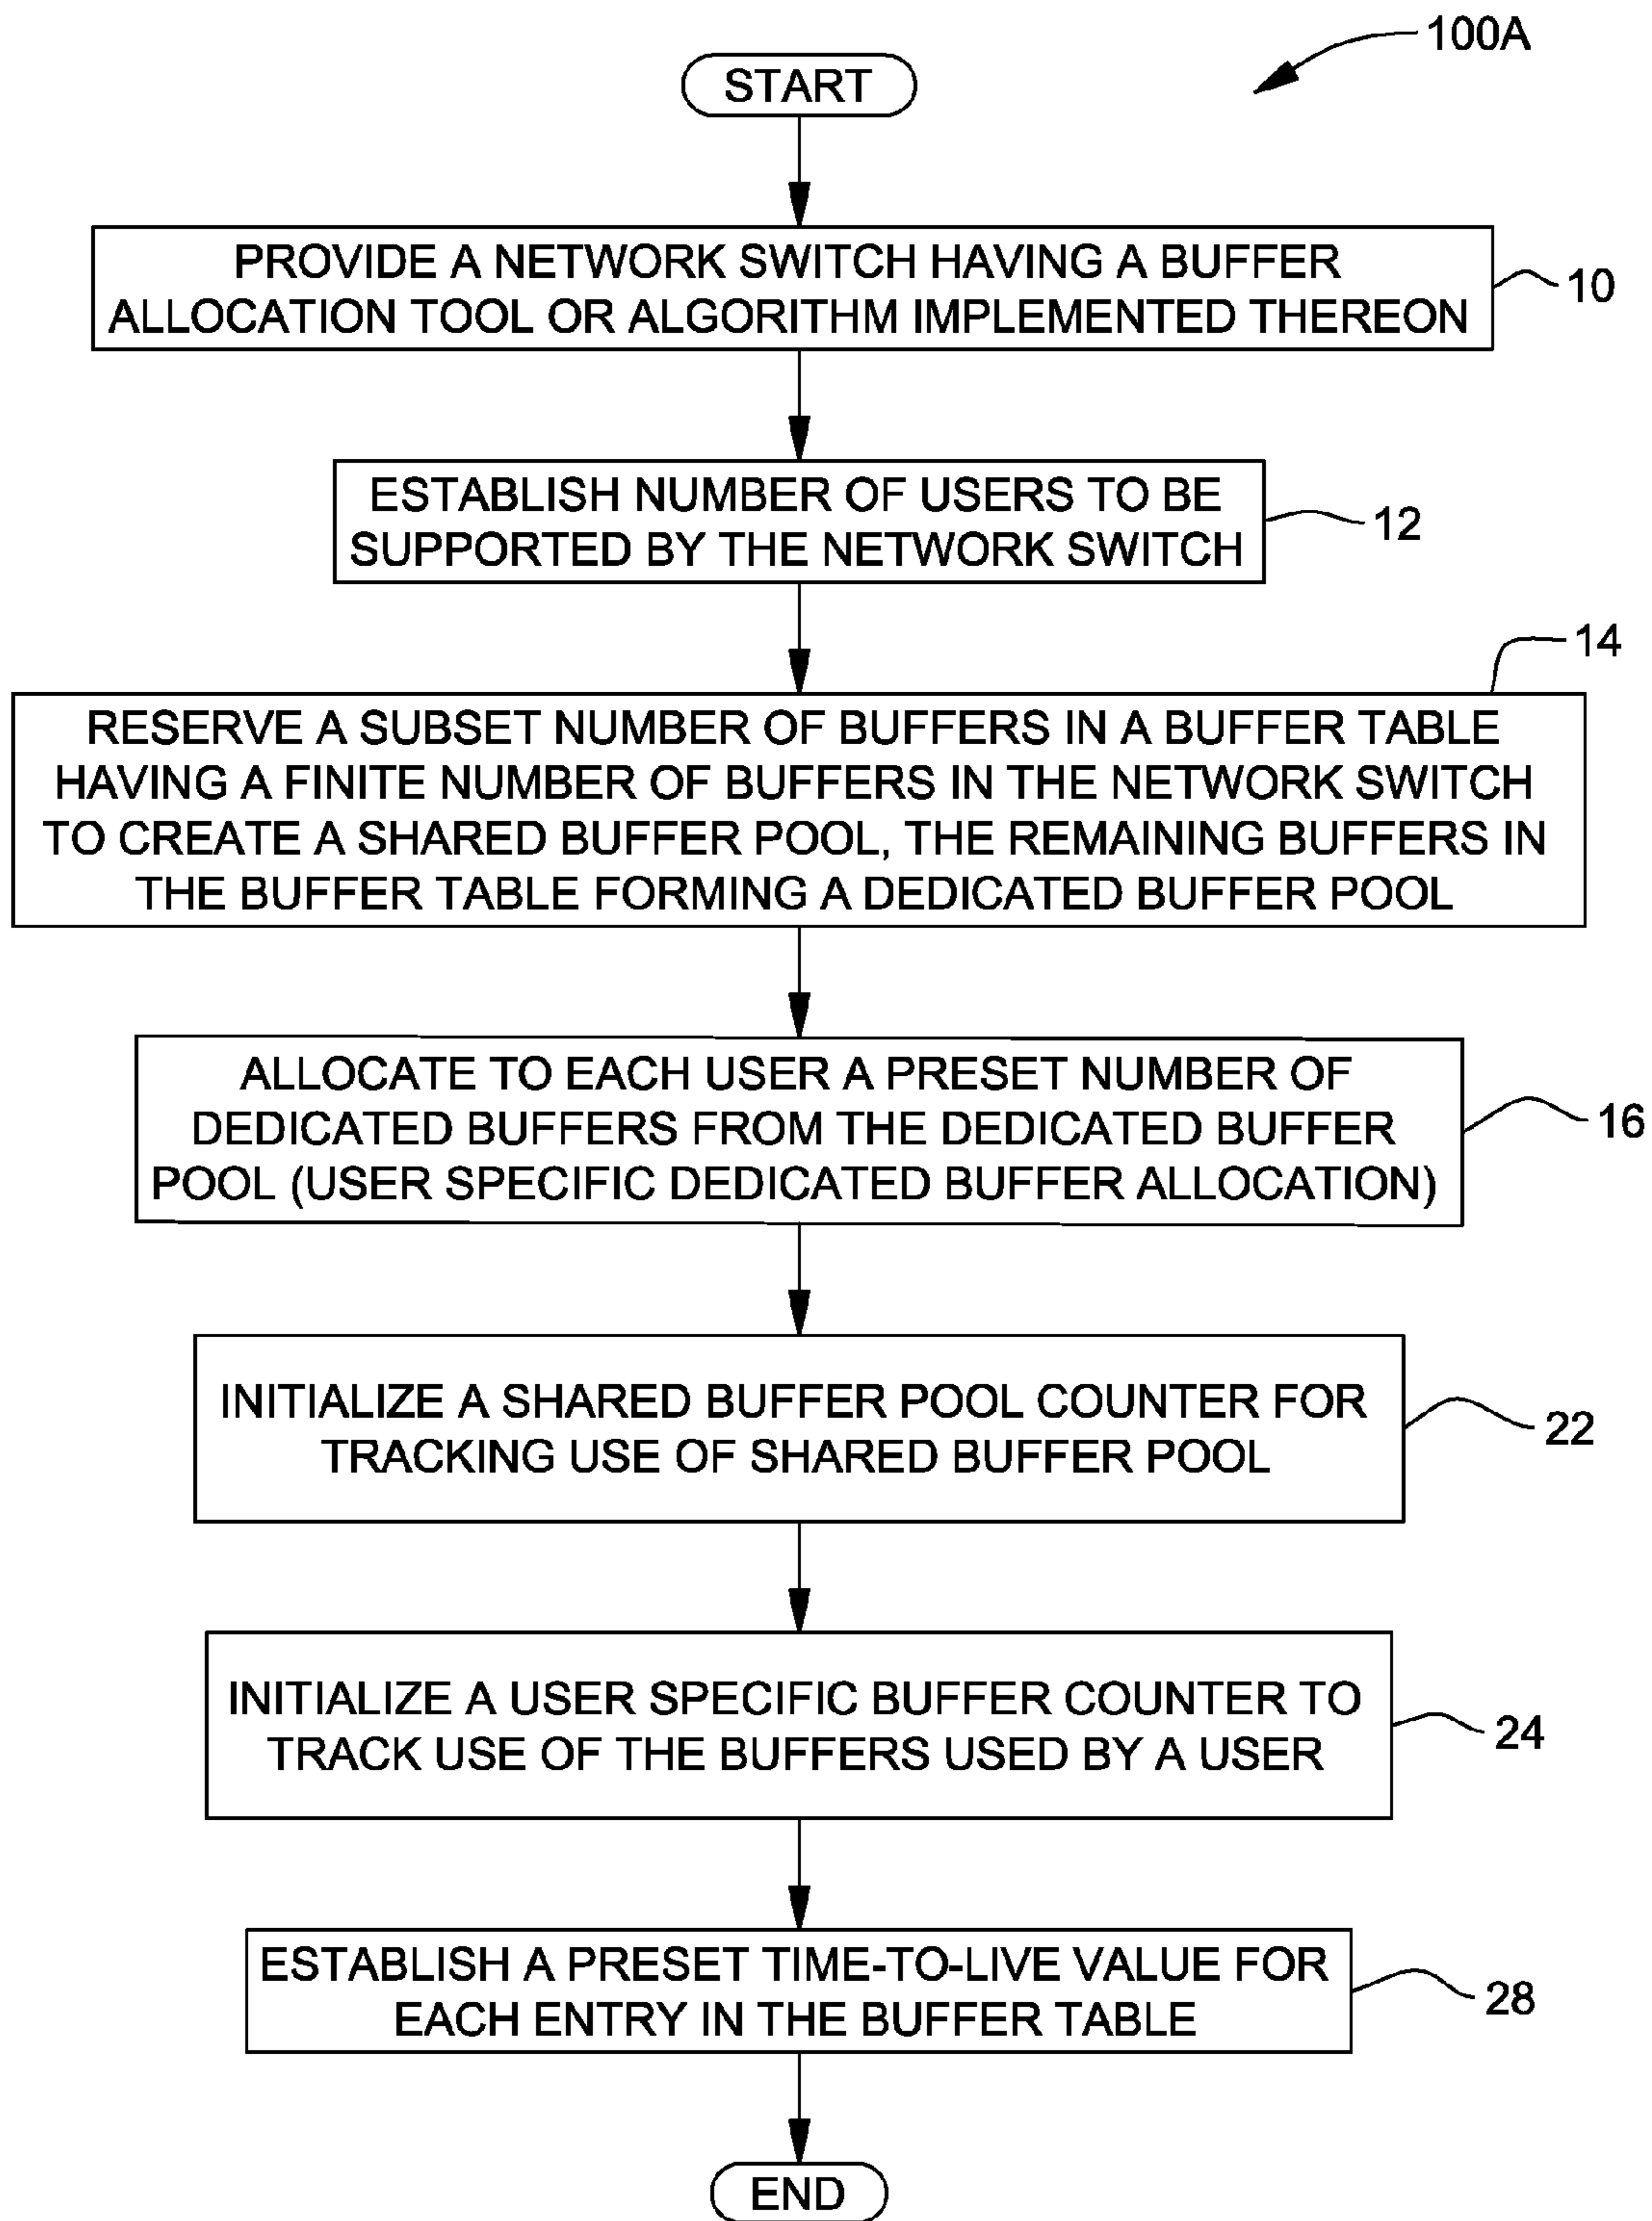 100A
START
PROVIDE A NETWORK SWITCH HAVING A BUFFER
ALLOCATION TOOL OR ALGORITHM IMPLEMENTED THEREON
10
ESTABLISH NUMBER OF USERS TO BE
SUPPORTED BY THE NETWORK SWITCH
12
14
RESERVE A SUBSET NUMBER OF BUFFERS IN A BUFFER TABLE
HAVING A FINITE NUMBER OF BUFFERS IN THE NETWORK SWITCH
TO CREATE A SHARED BUFFER POOL, THE REMAINING BUFFERS IN
THE BUFFER TABLE FORMING A DEDICATED BUFFER POOL
ALLOCATE TO EACH USER A PRESET NUMBER OF
DEDICATED BUFFERS FROM THE DEDICATED BUFFER
POOL (USER SPECIFIC DEDICATED BUFFER ALLOCATION)
16
INITIALIZE A SHARED BUFFER POOL COUNTER FOR
TRACKING USE OF SHARED BUFFER POOL
22
INITIALIZE A USER SPECIFIC BUFFER COUNTER TO
TRACK USE OF THE BUFFERS USED BY A USER
24
ESTABLISH A PRESET TIME-TO-LIVE VALUE FOR
EACH ENTRY IN THE BUFFER TABLE
28
END